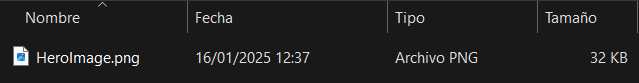 Nombre Fecha Tipo Tamaño
HeroImage.png 16/01/2025 12:37 Archivo PNG 32 KB